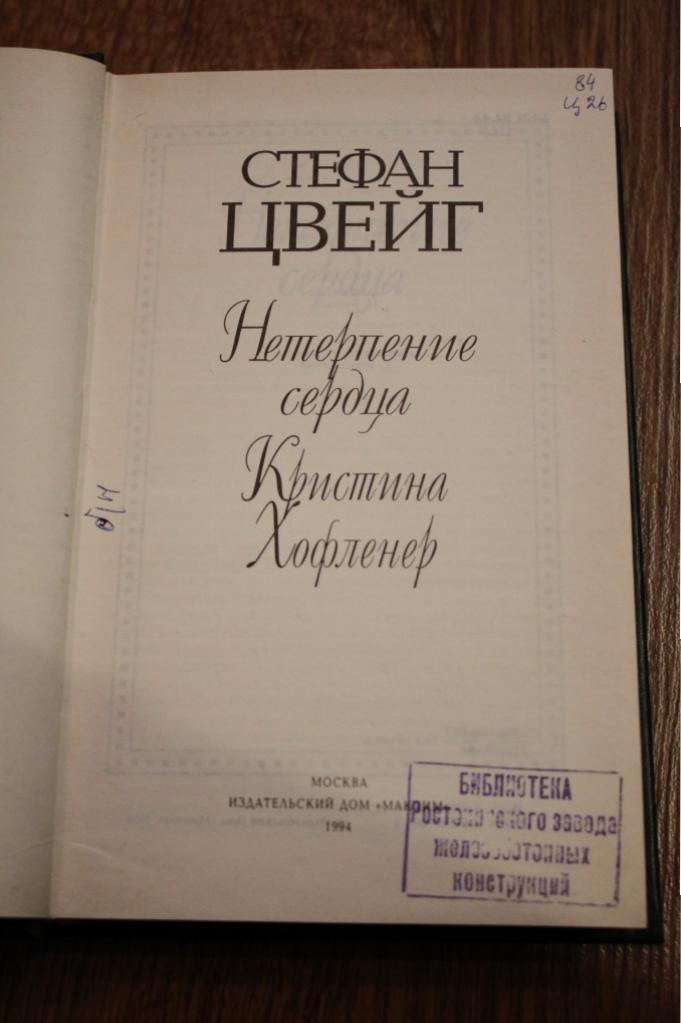 84
Ц 26
СТЕФАН
ЦВЕЙГ
Нетерпение
сердца
Кристина
Хофленер
МОСКВА
ИЗДАТЕЛЬСКИЙ ДОМ
1994
БИБЛИОТЕКА
завода
конструкций